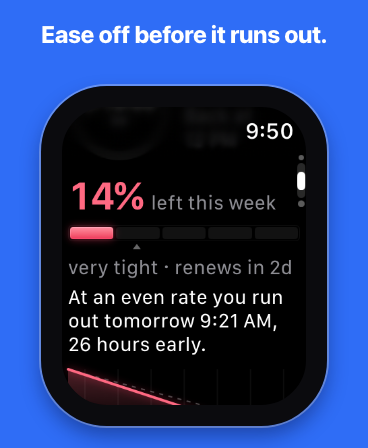 Ease off before it runs out.
9:50
14% left this week
very tight · renews in 2d
At an even rate you run
out tomorrow 9:21 AM,
26 hours early.